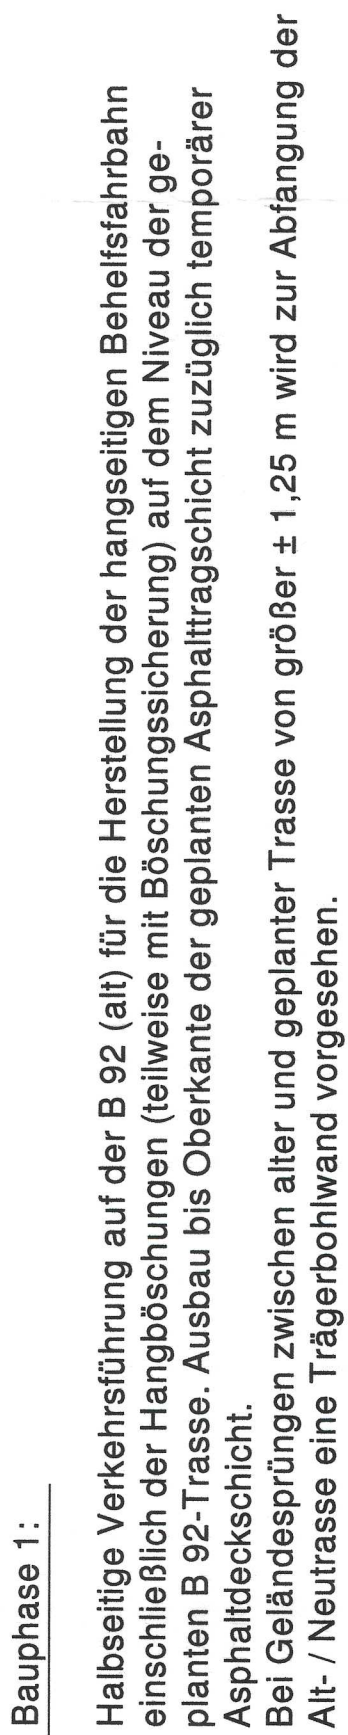 Bauphase 1:
Halbseitige Verkehrsführung auf der B 92 (alt) für die Herstellung der hangseitigen Behelfsfahrbahn
einschließlich der Hangböschungen (teilweise mit Böschungssicherung) auf dem Niveau der ge-
planten B 92-Trasse. Ausbau bis Oberkante der geplanten Asphalttragschicht zuzüglich temporärer
Asphaltdeckschicht.
Bei Geländesprüngen zwischen alter und geplanter Trasse von größer ± 1,25 m wird zur Abfangung der
Alt- / Neutrasse eine Trägerbohlwand vorgesehen.